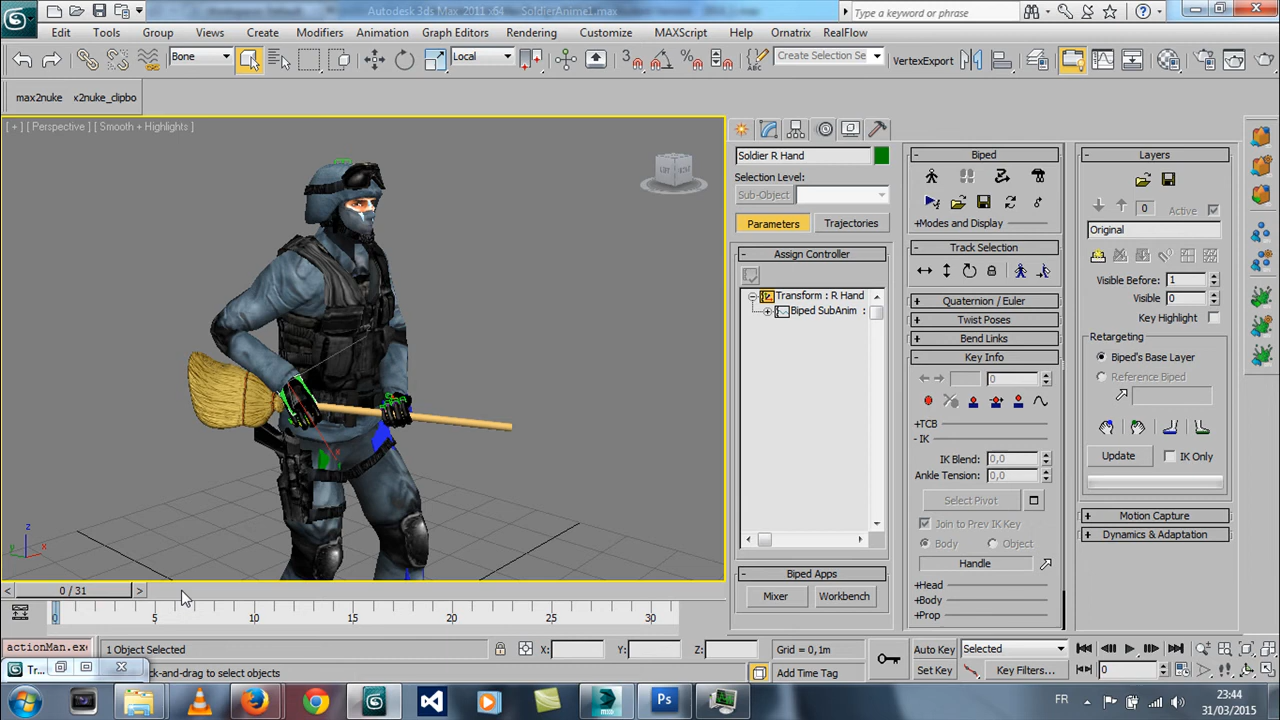 Autodesk 3ds Max 2011 x64
SoldierAnime1.max
Type a keyword or phrase
Edit Tools Group Views Create Modifiers Animation Graph Editors Rendering Customize MAXScript Help Ornatrix RealFlow
Bone
Local
Create Selection Se
VertexExport
max2nuke x2nuke_clipbo
[ + ] [ Perspective ] [ Smooth + Highlights ]
Soldier R Hand
Selection Level:
Sub-Object
Parameters Trajectories
- Assign Controller
Transform : R Hand
Biped SubAnim :
- Biped Apps
Mixer Workbench
- Biped
+Modes and Display
- Track Selection
+ Quaternion / Euler
+ Twist Poses
+ Bend Links
- Key Info
0
+TCB
- IK
IK Blend: 0,0
Ankle Tension: 0,0
Select Pivot
Join to Prev IK Key
Body Object
Handle
+Head
+Body
+Prop
- Layers
0 Active
Original
Visible Before: 1
Visible 0
Key Highlight
Retargeting
Biped's Base Layer
Reference Biped
Update IK Only
+ Motion Capture
+ Dynamics & Adaptation
z
y x
< 0 / 31 >
0 5 10 15 20 25 30
actionMan.exe
1 Object Selected
X: Y: Z:
Grid = 0,1m
Auto Key Selected
Tr...
ck-and-drag to select objects
Add Time Tag
Set Key Key Filters...
0
FR
23:44
31/03/2015